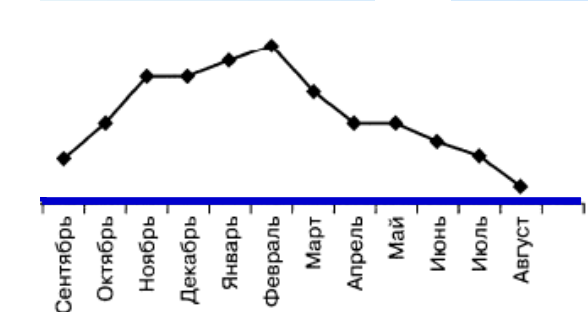 Сентябрь
Октябрь
Ноябрь
Декабрь
Январь
Февраль
Март
Апрель
Май
Июнь
Июль
Август